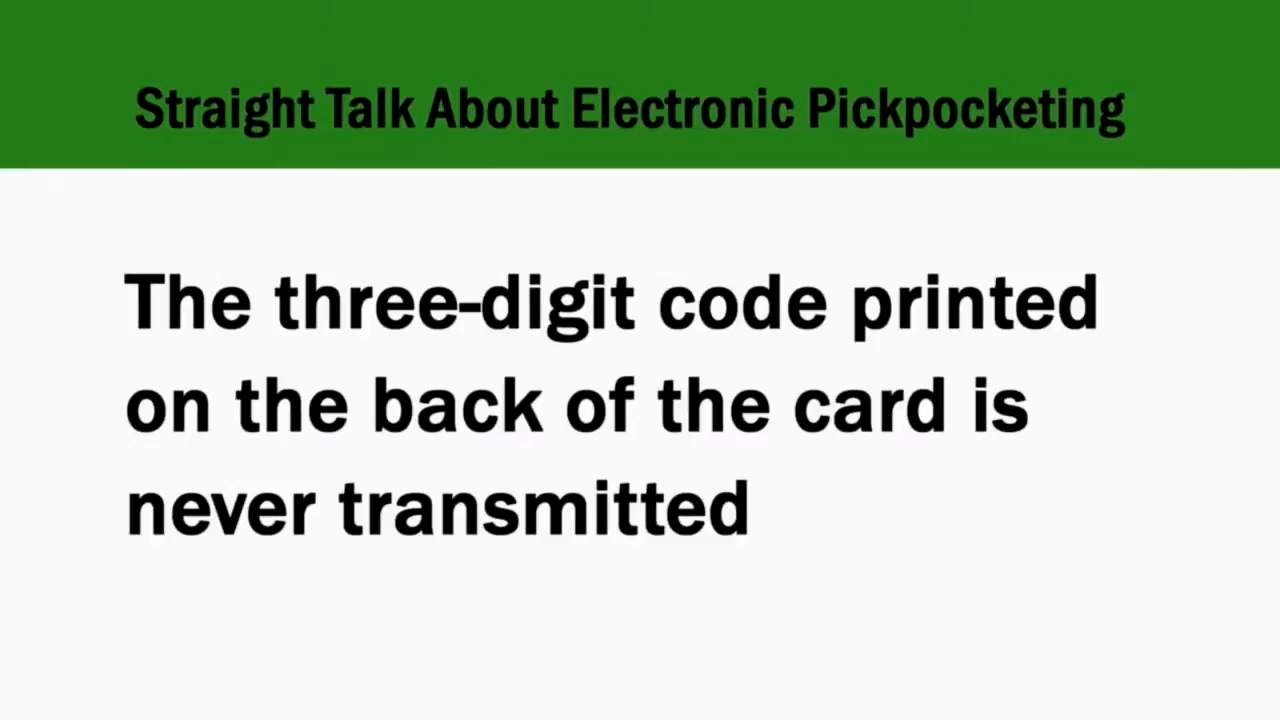 Straight Talk About Electronic Pickpocketing
The three-digit code printed
on the back of the card is
never transmitted